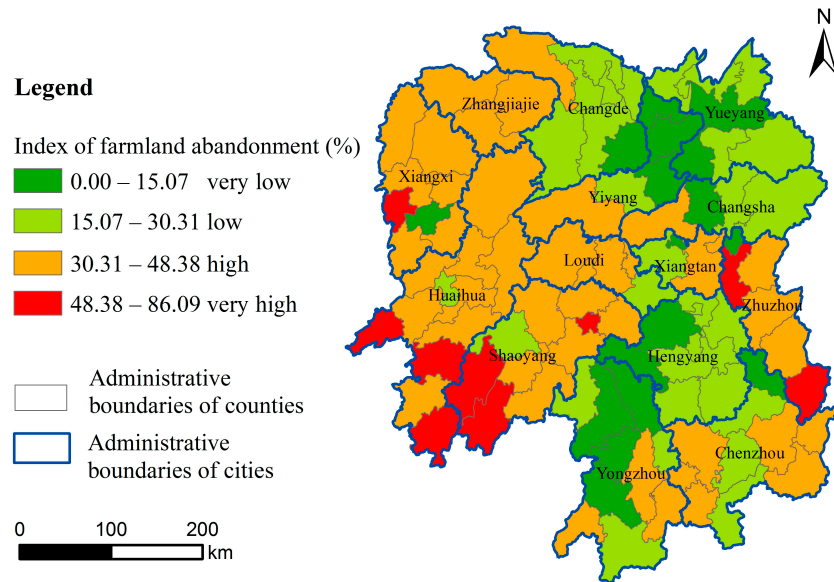 N
Legend
Index of farmland abandonment (%)
0.00 – 15.07 very low
15.07 – 30.31 low
30.31 – 48.38 high
48.38 – 86.09 very high
Administrative
boundaries of counties
Administrative
boundaries of cities
0 100 200
km
Zhangjiajie
Changde
Yueyang
Xiangxi
Yiyang
Changsha
Loudi
Xiangtan
Huaihua
Zhuzhou
Shaoyang
Hengyang
Yongzhou
Chenzhou